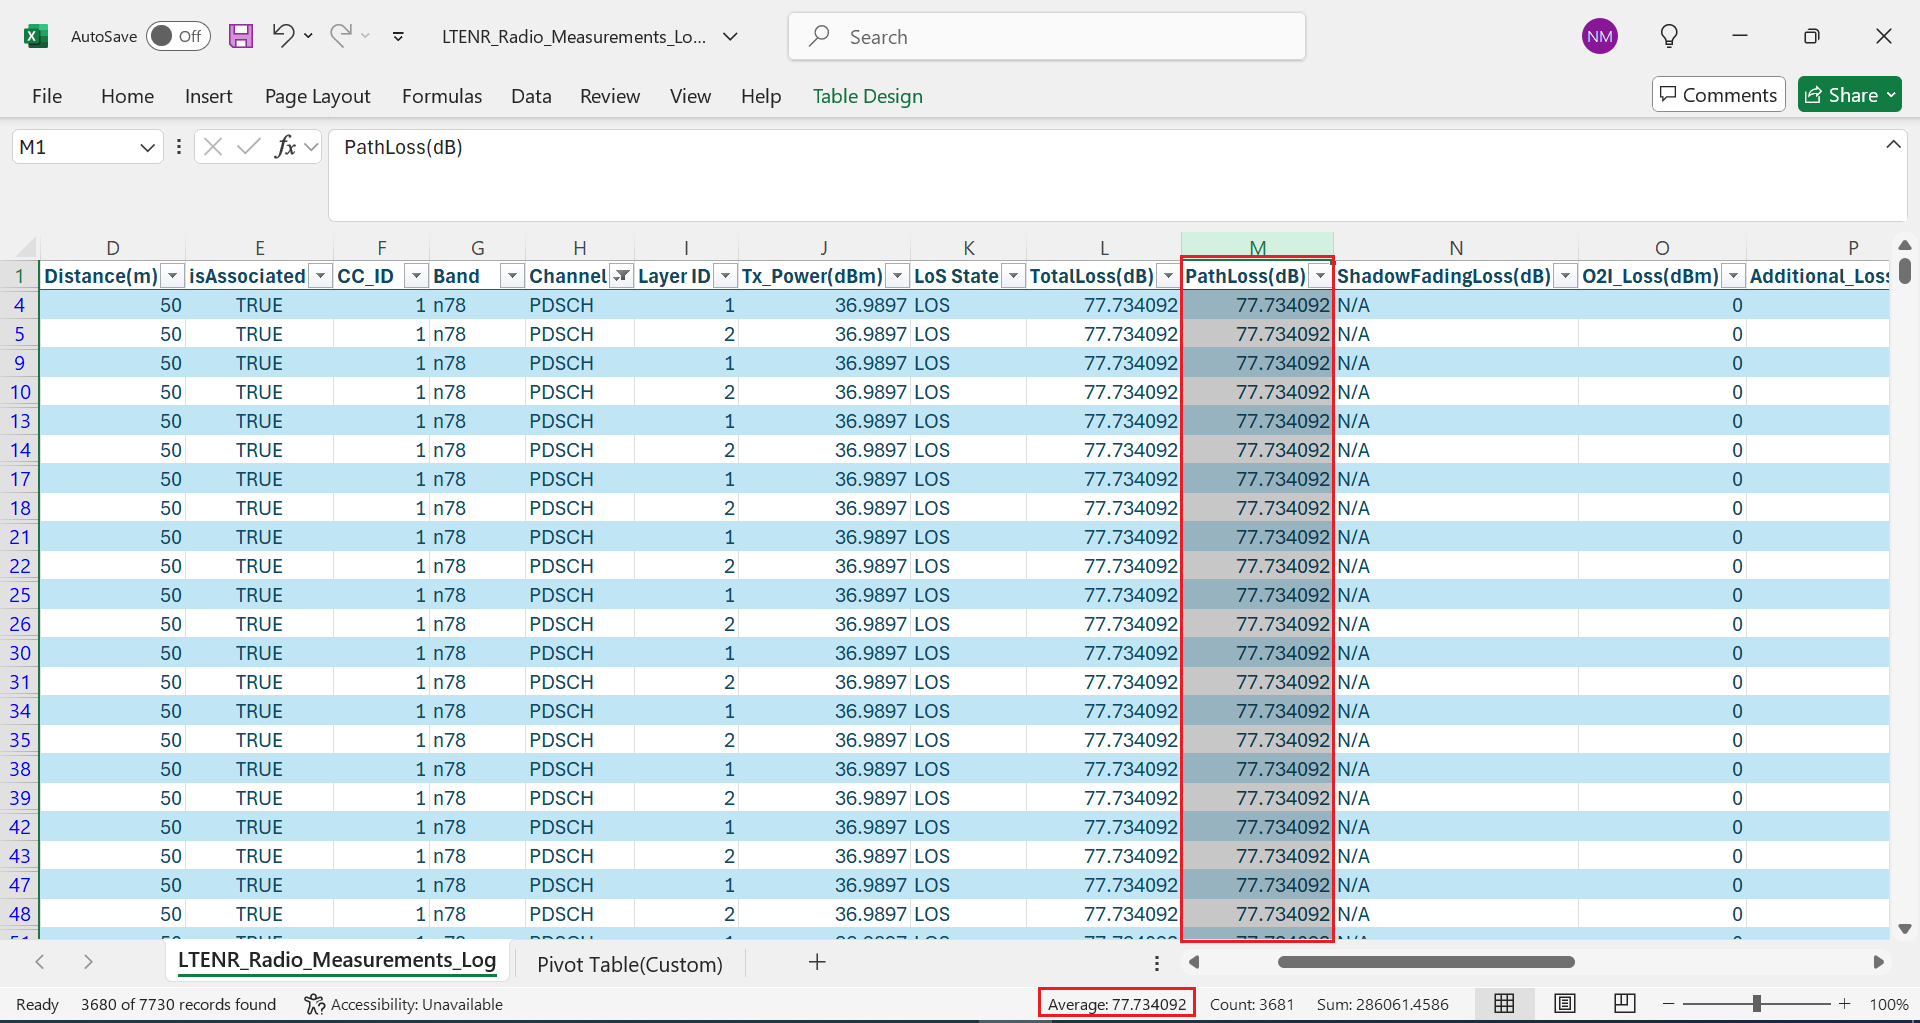 AutoSave Off LTENR_Radio_Measurements_Lo... Search NM
File Home Insert Page Layout Formulas Data Review View Help Table Design Comments Share
M1 fx PathLoss(dB)
D E F G H I J K L M N O P
1 Distance(m) isAssociated CC_ID Band Channel Layer ID Tx_Power(dBm) LoS State TotalLoss(dB) PathLoss(dB) ShadowFadingLoss(dB) O2I_Loss(dBm) Additional_Loss
4 50 TRUE 1 n78 PDSCH 1 36.9897 LOS 77.734092 77.734092 N/A 0
5 50 TRUE 1 n78 PDSCH 2 36.9897 LOS 77.734092 77.734092 N/A 0
9 50 TRUE 1 n78 PDSCH 1 36.9897 LOS 77.734092 77.734092 N/A 0
10 50 TRUE 1 n78 PDSCH 2 36.9897 LOS 77.734092 77.734092 N/A 0
13 50 TRUE 1 n78 PDSCH 1 36.9897 LOS 77.734092 77.734092 N/A 0
14 50 TRUE 1 n78 PDSCH 2 36.9897 LOS 77.734092 77.734092 N/A 0
17 50 TRUE 1 n78 PDSCH 1 36.9897 LOS 77.734092 77.734092 N/A 0
18 50 TRUE 1 n78 PDSCH 2 36.9897 LOS 77.734092 77.734092 N/A 0
21 50 TRUE 1 n78 PDSCH 1 36.9897 LOS 77.734092 77.734092 N/A 0
22 50 TRUE 1 n78 PDSCH 2 36.9897 LOS 77.734092 77.734092 N/A 0
25 50 TRUE 1 n78 PDSCH 1 36.9897 LOS 77.734092 77.734092 N/A 0
26 50 TRUE 1 n78 PDSCH 2 36.9897 LOS 77.734092 77.734092 N/A 0
30 50 TRUE 1 n78 PDSCH 1 36.9897 LOS 77.734092 77.734092 N/A 0
31 50 TRUE 1 n78 PDSCH 2 36.9897 LOS 77.734092 77.734092 N/A 0
34 50 TRUE 1 n78 PDSCH 1 36.9897 LOS 77.734092 77.734092 N/A 0
35 50 TRUE 1 n78 PDSCH 2 36.9897 LOS 77.734092 77.734092 N/A 0
38 50 TRUE 1 n78 PDSCH 1 36.9897 LOS 77.734092 77.734092 N/A 0
39 50 TRUE 1 n78 PDSCH 2 36.9897 LOS 77.734092 77.734092 N/A 0
42 50 TRUE 1 n78 PDSCH 1 36.9897 LOS 77.734092 77.734092 N/A 0
43 50 TRUE 1 n78 PDSCH 2 36.9897 LOS 77.734092 77.734092 N/A 0
47 50 TRUE 1 n78 PDSCH 1 36.9897 LOS 77.734092 77.734092 N/A 0
48 50 TRUE 1 n78 PDSCH 2 36.9897 LOS 77.734092 77.734092 N/A 0
LTENR_Radio_Measurements_Log Pivot Table(Custom)
Ready 3680 of 7730 records found Accessibility: Unavailable Average: 77.734092 Count: 3681 Sum: 286061.4586 100%